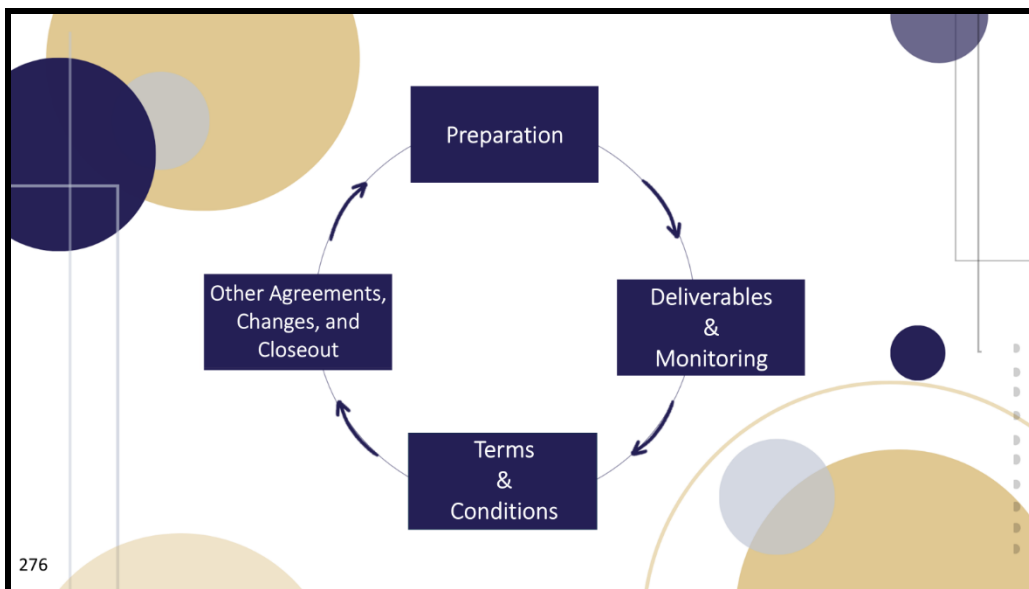 Preparation
Deliverables
&
Monitoring
Terms
&
Conditions
Other Agreements,
Changes, and
Closeout
276